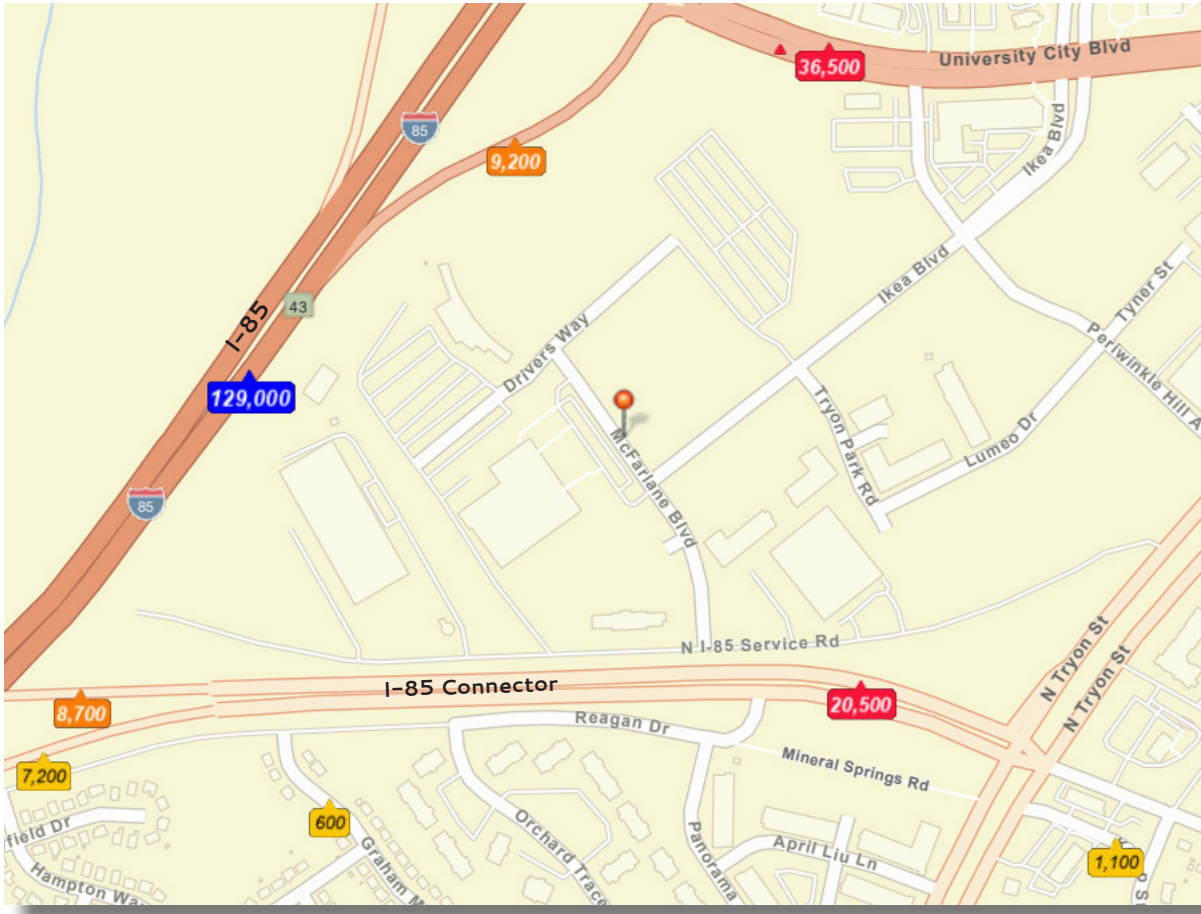 University City Blvd
36,500
85
9,200
Ikea Blvd
Ikea Blvd
Tyner St
43
I-85
Drivers Way
Periwinkle Hill A
129,000
Tryon Park Rd
Lumeo Dr
McFarlane Blvd
85
N I-85 Service Rd
N Tryon St
N Tryon St
I-85 Connector
8,700
20,500
Reagan Dr
Mineral Springs Rd
7,200
600
field Dr
Orchard Trace
Panorama
April Liu Ln
1,100
Graham M
Hampton Wa